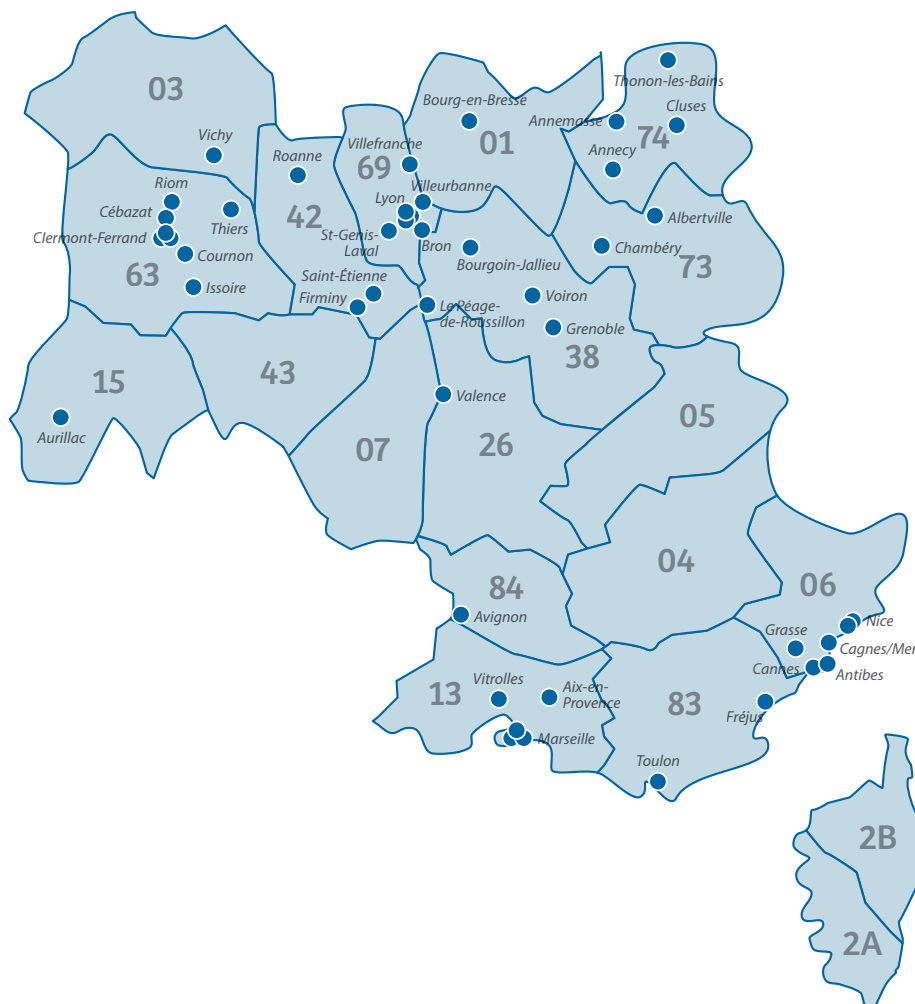 Thonon-les-Bains
03
Bourg-en-Bresse
Cluses
Annemasse
Vichy
Roanne
Villefranche
01
74
69
Annecy
Riom
Villeurbanne
Cébazat
Lyon
42
Thiers
Albertville
Clermont-Ferrand
St-Genis-
Laval
Bron
Chambéry
Cournon
Bourgoin-Jallieu
73
63
Saint-Étienne
Issoire
Firminy
Voiron
Le Péage-
de-Roussillon
Grenoble
38
43
15
Valence
05
Aurillac
07
26
04
84
06
Avignon
Nice
Grasse
Cagnes/Mer
Cannes
Antibes
Vitrolles
Aix-en-
Provence
13
83
Fréjus
Marseille
Toulon
2B
2A